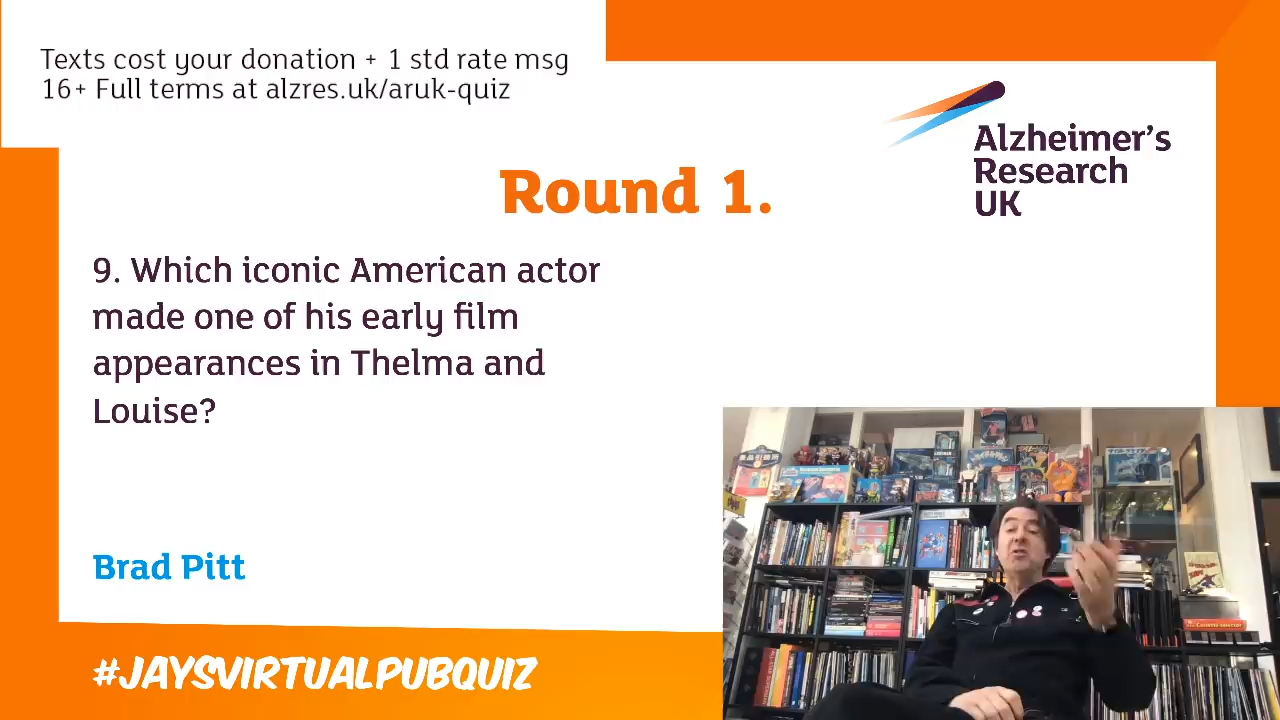 Texts cost your donation + 1 std rate msg
16+ Full terms at alzres.uk/aruk-quiz
Alzheimer's
Research
UK
Round 1.
9. Which iconic American actor
made one of his early film
appearances in Thelma and
Louise?
Brad Pitt
#JAYSVIRTUALPUBQUIZ